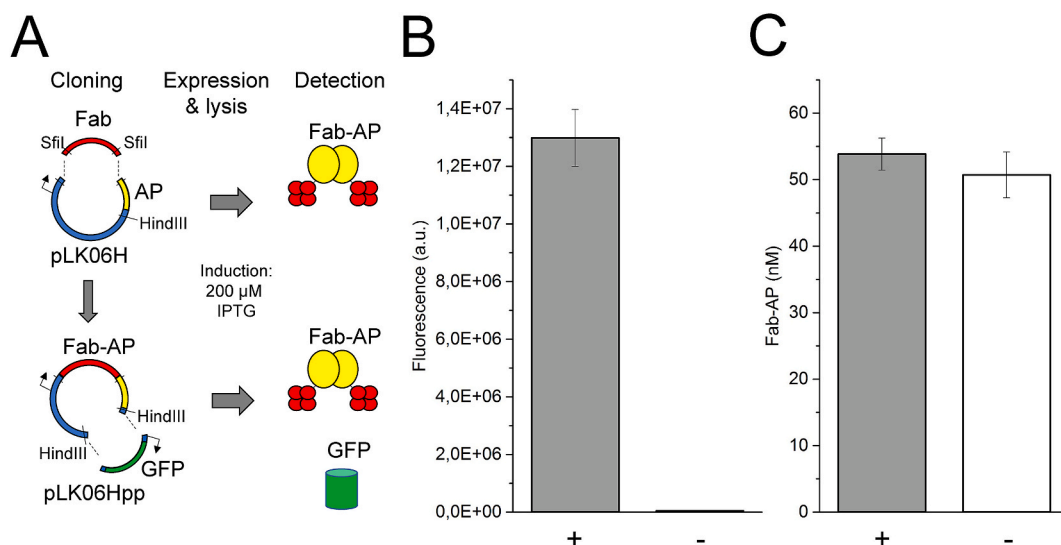 A
Cloning
Expression
& lysis
Detection
Fab
SfiI
SfiI
AP
HindIII
pLK06H
Fab-AP
Induction:
200 µM
IPTG
Fab-AP
HindIII
HindIII
GFP
pLK06Hpp
Fab-AP
GFP
B
Fluorescence (a.u.)
1,4E+07
1,2E+07
1,0E+07
8,0E+06
6,0E+06
4,0E+06
2,0E+06
0,0E+00
+
-
C
Fab-AP (nM)
60
50
40
30
20
10
0
+
-